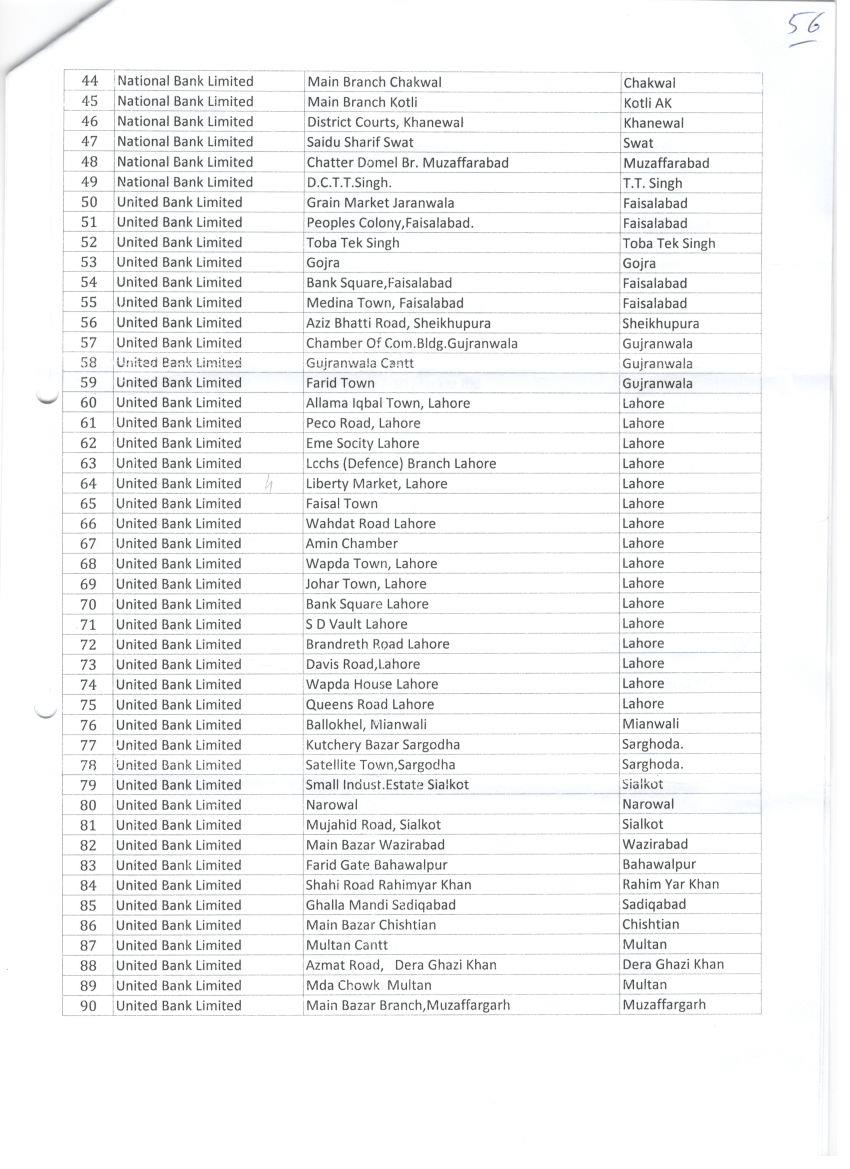 56
44 National Bank Limited Main Branch Chakwal Chakwal
45 National Bank Limited Main Branch Kotli Kotli AK
46 National Bank Limited District Courts, Khanewal Khanewal
47 National Bank Limited Saidu Sharif Swat Swat
48 National Bank Limited Chatter Domel Br. Muzaffarabad Muzaffarabad
49 National Bank Limited D.C.T.T.Singh. T.T. Singh
50 United Bank Limited Grain Market Jaranwala Faisalabad
51 United Bank Limited Peoples Colony,Faisalabad. Faisalabad
52 United Bank Limited Toba Tek Singh Toba Tek Singh
53 United Bank Limited Gojra Gojra
54 United Bank Limited Bank Square,Faisalabad Faisalabad
55 United Bank Limited Medina Town, Faisalabad Faisalabad
56 United Bank Limited Aziz Bhatti Road, Sheikhupura Sheikhupura
57 United Bank Limited Chamber Of Com.Bldg.Gujranwala Gujranwala
58 United Bank Limited Gujranwala Cantt Gujranwala
59 United Bank Limited Farid Town Gujranwala
60 United Bank Limited Allama Iqbal Town, Lahore Lahore
61 United Bank Limited Peco Road, Lahore Lahore
62 United Bank Limited Eme Socity Lahore Lahore
63 United Bank Limited Lcchs (Defence) Branch Lahore Lahore
64 United Bank Limited Liberty Market, Lahore Lahore
65 United Bank Limited Faisal Town Lahore
66 United Bank Limited Wahdat Road Lahore Lahore
67 United Bank Limited Amin Chamber Lahore
68 United Bank Limited Wapda Town, Lahore Lahore
69 United Bank Limited Johar Town, Lahore Lahore
70 United Bank Limited Bank Square Lahore Lahore
71 United Bank Limited S D Vault Lahore Lahore
72 United Bank Limited Brandreth Road Lahore Lahore
73 United Bank Limited Davis Road,Lahore Lahore
74 United Bank Limited Wapda House Lahore Lahore
75 United Bank Limited Queens Road Lahore Lahore
76 United Bank Limited Ballokhel, Mianwali Mianwali
77 United Bank Limited Kutchery Bazar Sargodha Sarghoda.
78 United Bank Limited Satellite Town,Sargodha Sarghoda.
79 United Bank Limited Small Indust.Estate Sialkot Sialkot
80 United Bank Limited Narowal Narowal
81 United Bank Limited Mujahid Road, Sialkot Sialkot
82 United Bank Limited Main Bazar Wazirabad Wazirabad
83 United Bank Limited Farid Gate Bahawalpur Bahawalpur
84 United Bank Limited Shahi Road Rahimyar Khan Rahim Yar Khan
85 United Bank Limited Ghalla Mandi Sadiqabad Sadiqabad
86 United Bank Limited Main Bazar Chishtian Chishtian
87 United Bank Limited Multan Cantt Multan
88 United Bank Limited Azmat Road, Dera Ghazi Khan Dera Ghazi Khan
89 United Bank Limited Mda Chowk Multan Multan
90 United Bank Limited Main Bazar Branch,Muzaffargarh Muzaffargarh